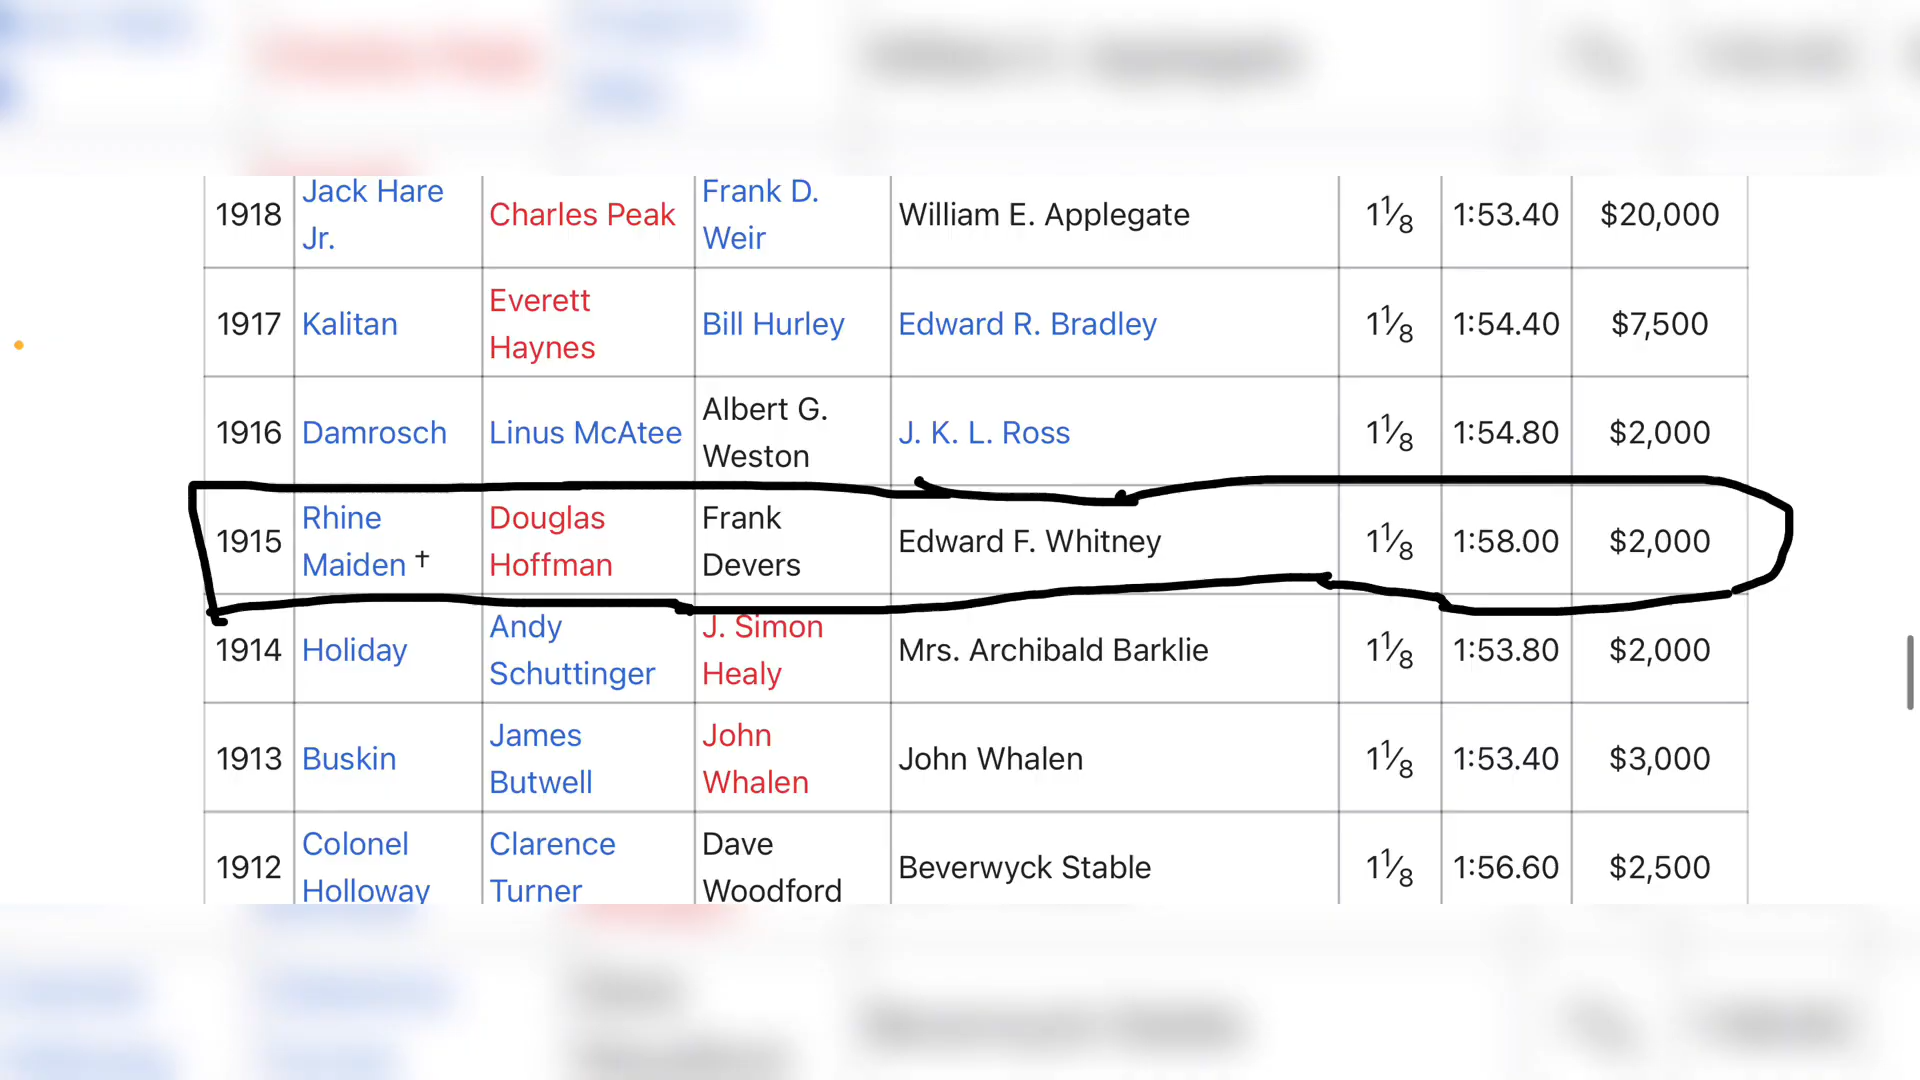 1918 Jack Hare Jr. Charles Peak Frank D. Weir William E. Applegate 1⅛ 1:53.40 $20,000
1917 Kalitan Everett Haynes Bill Hurley Edward R. Bradley 1⅛ 1:54.40 $7,500
1916 Damrosch Linus McAtee Albert G. Weston J. K. L. Ross 1⅛ 1:54.80 $2,000
1915 Rhine Maiden † Douglas Hoffman Frank Devers Edward F. Whitney 1⅛ 1:58.00 $2,000
1914 Holiday Andy Schuttinger J. Simon Healy Mrs. Archibald Barklie 1⅛ 1:53.80 $2,000
1913 Buskin James Butwell John Whalen John Whalen 1⅛ 1:53.40 $3,000
1912 Colonel Holloway Clarence Turner Dave Woodford Beverwyck Stable 1⅛ 1:56.60 $2,500